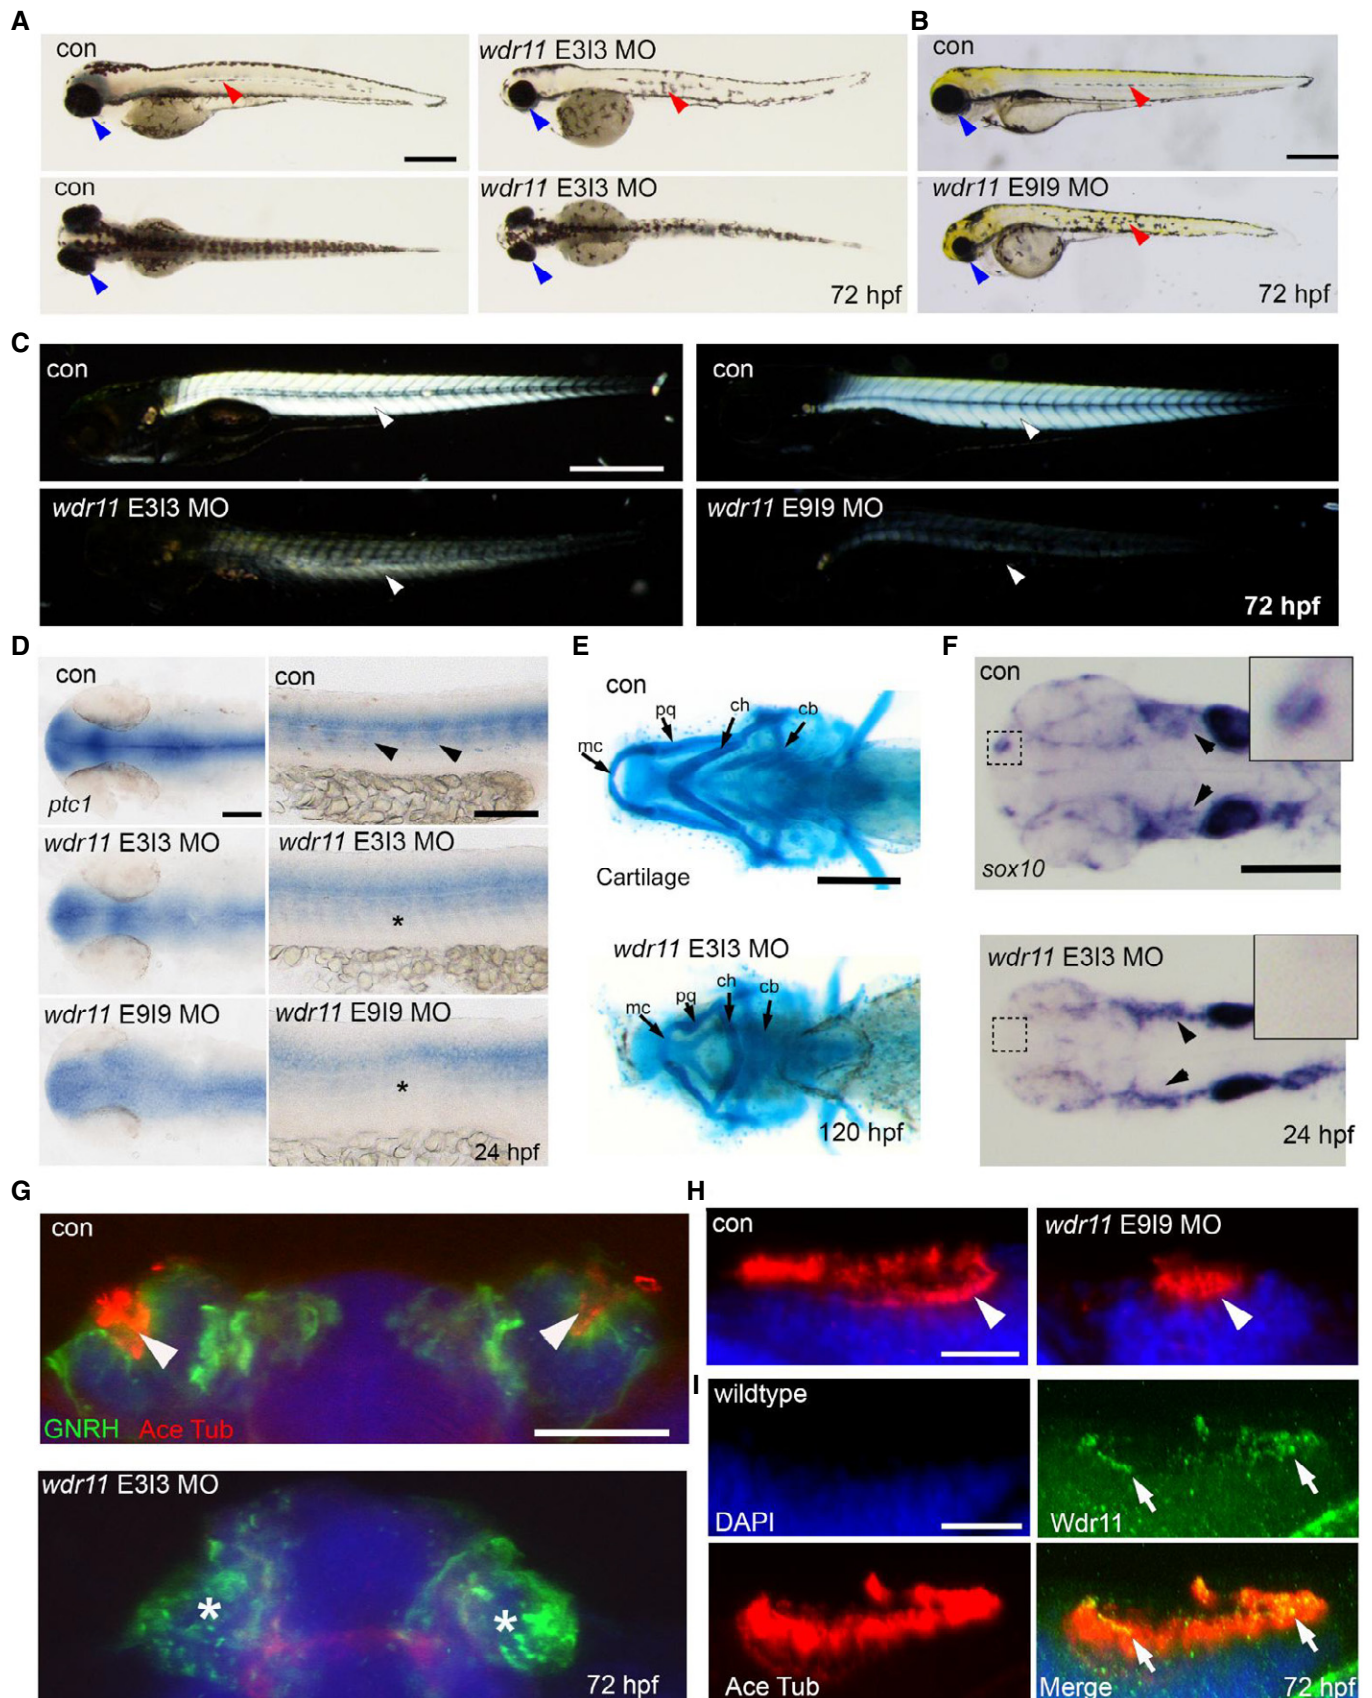 A
con
wdr11 E3I3 MO
con
wdr11 E3I3 MO
72 hpf
B
con
wdr11 E9I9 MO
72 hpf
C
con
con
wdr11 E3I3 MO
wdr11 E9I9 MO
72 hpf
D
con
con
ptc1
wdr11 E3I3 MO
wdr11 E3I3 MO
*
wdr11 E9I9 MO
wdr11 E9I9 MO
*
24 hpf
E
con
mc
pq
ch
cb
Cartilage
wdr11 E3I3 MO
mc
pq
ch
cb
120 hpf
F
con
sox10
wdr11 E3I3 MO
24 hpf
G
con
GNRH Ace Tub
wdr11 E3I3 MO
* *
72 hpf
H
con
wdr11 E9I9 MO
I
wildtype
DAPI
Wdr11
Ace Tub
Merge
72 hpf